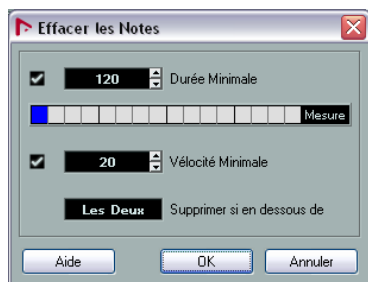 Effacer les Notes
120 Durée Minimale
Mesure
20 Vélocité Minimale
Les Deux Supprimer si en dessous de
Aide OK Annuler